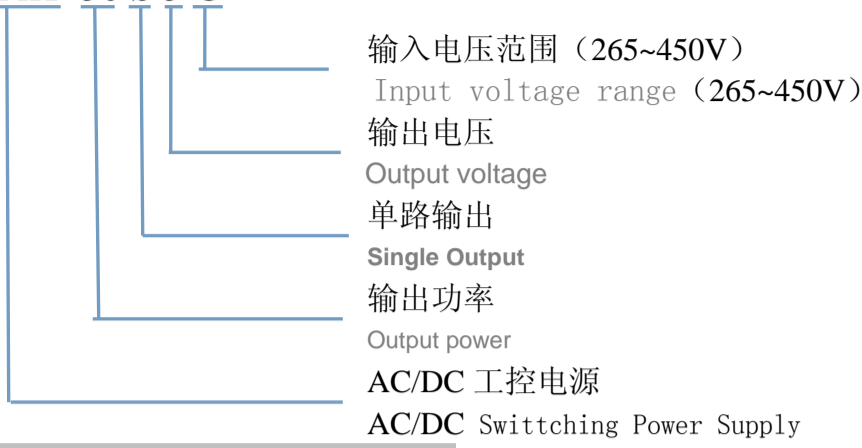 输入电压范围（265~450V）
Input voltage range（265~450V）
输出电压
Output voltage
单路输出
Single Output
输出功率
Output power
AC/DC 工控电源
AC/DC Swittching Power Supply